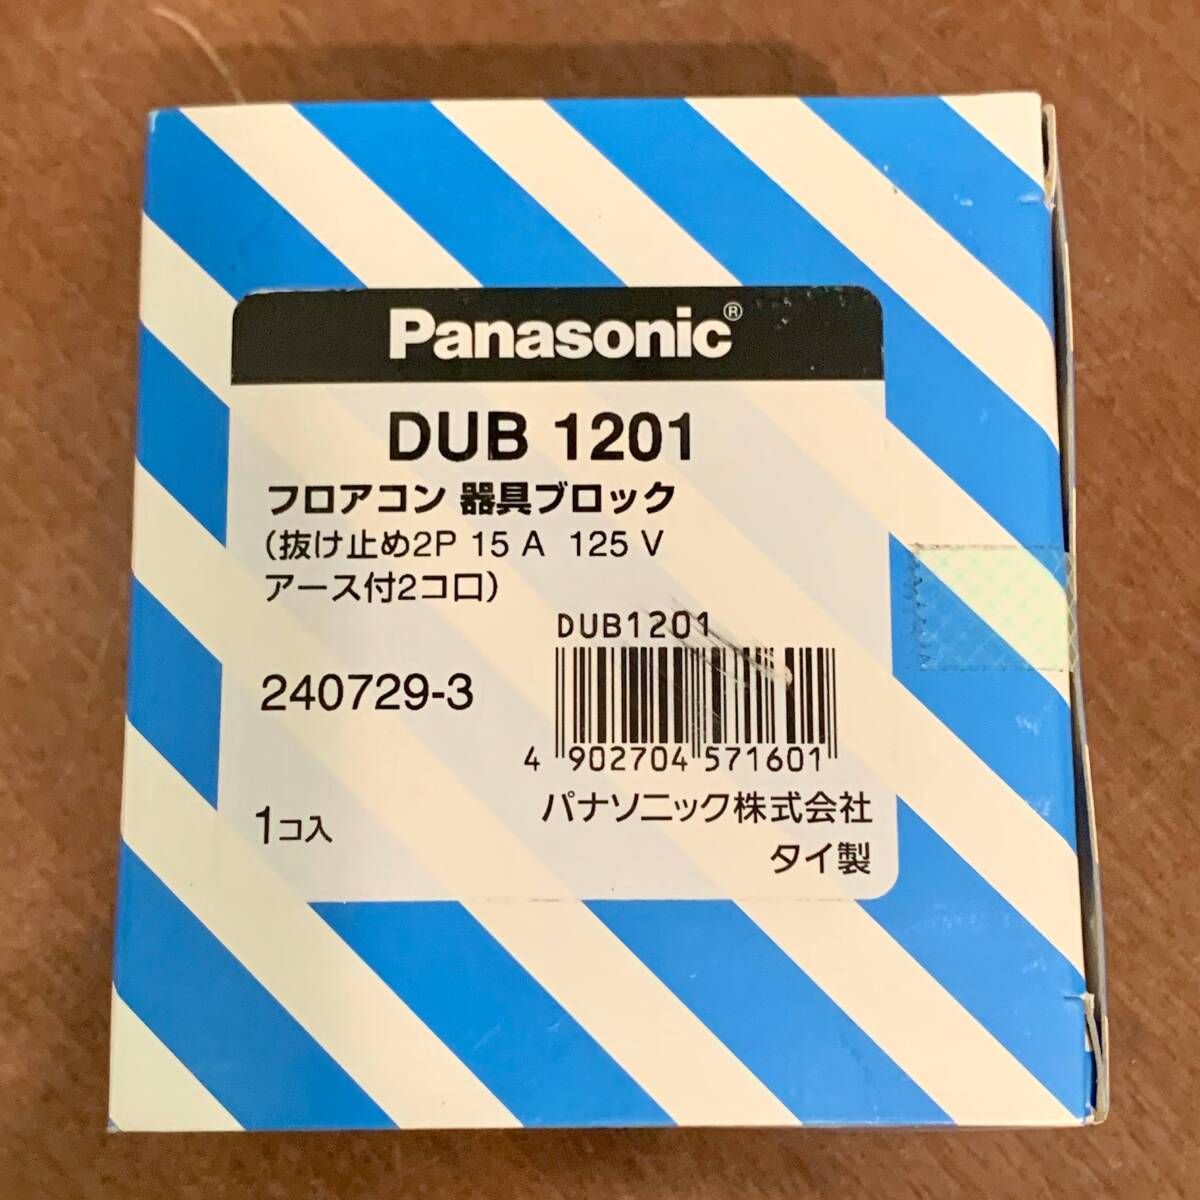 Panasonic®
DUB 1201
フロアコン 器具ブロック
(抜け止め2P 15 A 125 V
アース付2コ口)
DUB1201
240729-3
4 902704 571601
パナソニック株式会社
1コ入
タイ製